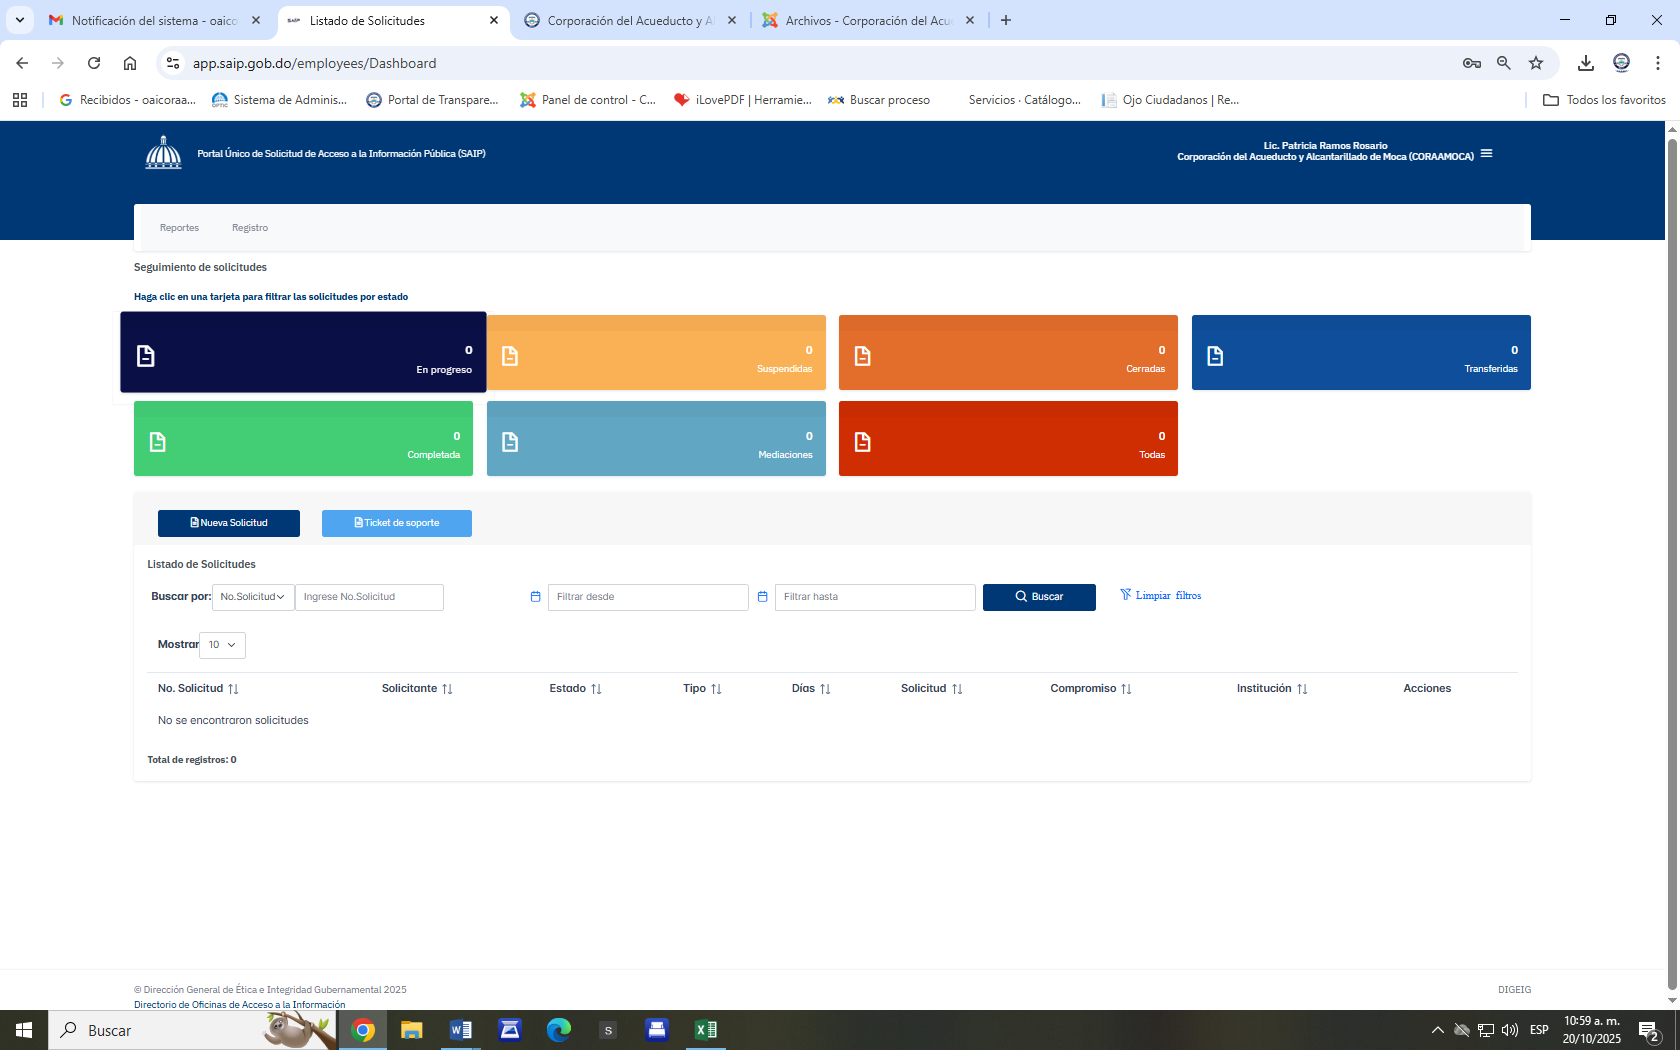 Notificación del sistema - oaico
Listado de Solicitudes
Corporación del Acueducto y Al
Archivos - Corporación del Acue
app.saip.gob.do/employees/Dashboard
Recibidos - oaicoraa...
Sistema de Adminis...
Portal de Transpare...
Panel de control - C...
iLovePDF | Herramie...
Buscar proceso
Servicios · Catálogo...
Ojo Ciudadanos | Re...
Todos los favoritos
Portal Único de Solicitud de Acceso a la Información Pública (SAIP)
Lic. Patricia Ramos Rosario
Corporación del Acueducto y Alcantarillado de Moca (CORAAMOCA)
Reportes
Registro
Seguimiento de solicitudes
Haga clic en una tarjeta para filtrar las solicitudes por estado
0
En progreso
0
Suspendidas
0
Cerradas
0
Transferidas
0
Completada
0
Mediaciones
0
Todas
Nueva Solicitud
Ticket de soporte
Listado de Solicitudes
Buscar por:
No.Solicitud
Ingrese No.Solicitud
Filtrar desde
Filtrar hasta
Buscar
Limpiar filtros
Mostrar
10
No. Solicitud
Solicitante
Estado
Tipo
Días
Solicitud
Compromiso
Institución
Acciones
No se encontraron solicitudes
Total de registros: 0
© Dirección General de Ética e Integridad Gubernamental 2025
DIGEIG
Directorio de Oficinas de Acceso a la Información
Buscar
S
ESP
10:59 a. m.
20/10/2025
2